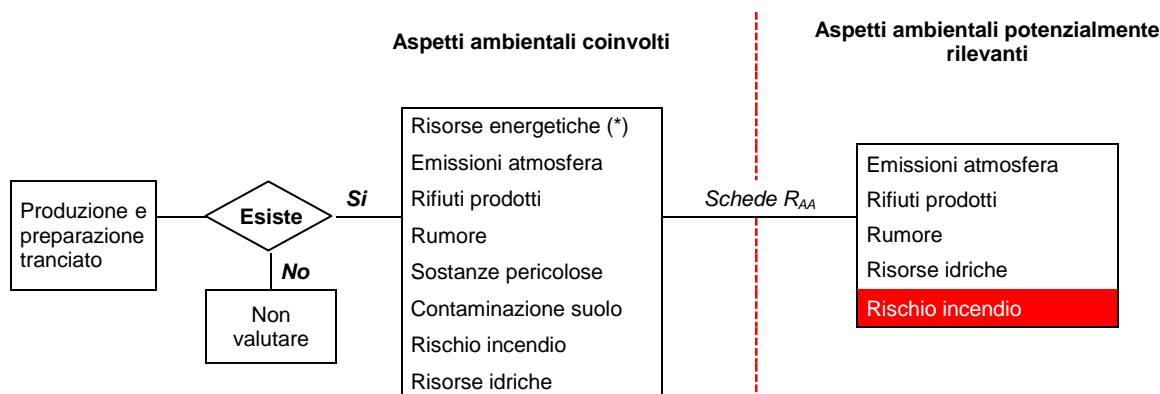 Aspetti ambientali coinvolti
Aspetti ambientali potenzialmente
rilevanti
Produzione e
preparazione
tranciato
Esiste
Si
No
Non
valutare
Risorse energetiche (*)
Emissioni atmosfera
Rifiuti prodotti
Rumore
Sostanze pericolose
Contaminazione suolo
Rischio incendio
Risorse idriche
Schede RAA
Emissioni atmosfera
Rifiuti prodotti
Rumore
Risorse idriche
Rischio incendio